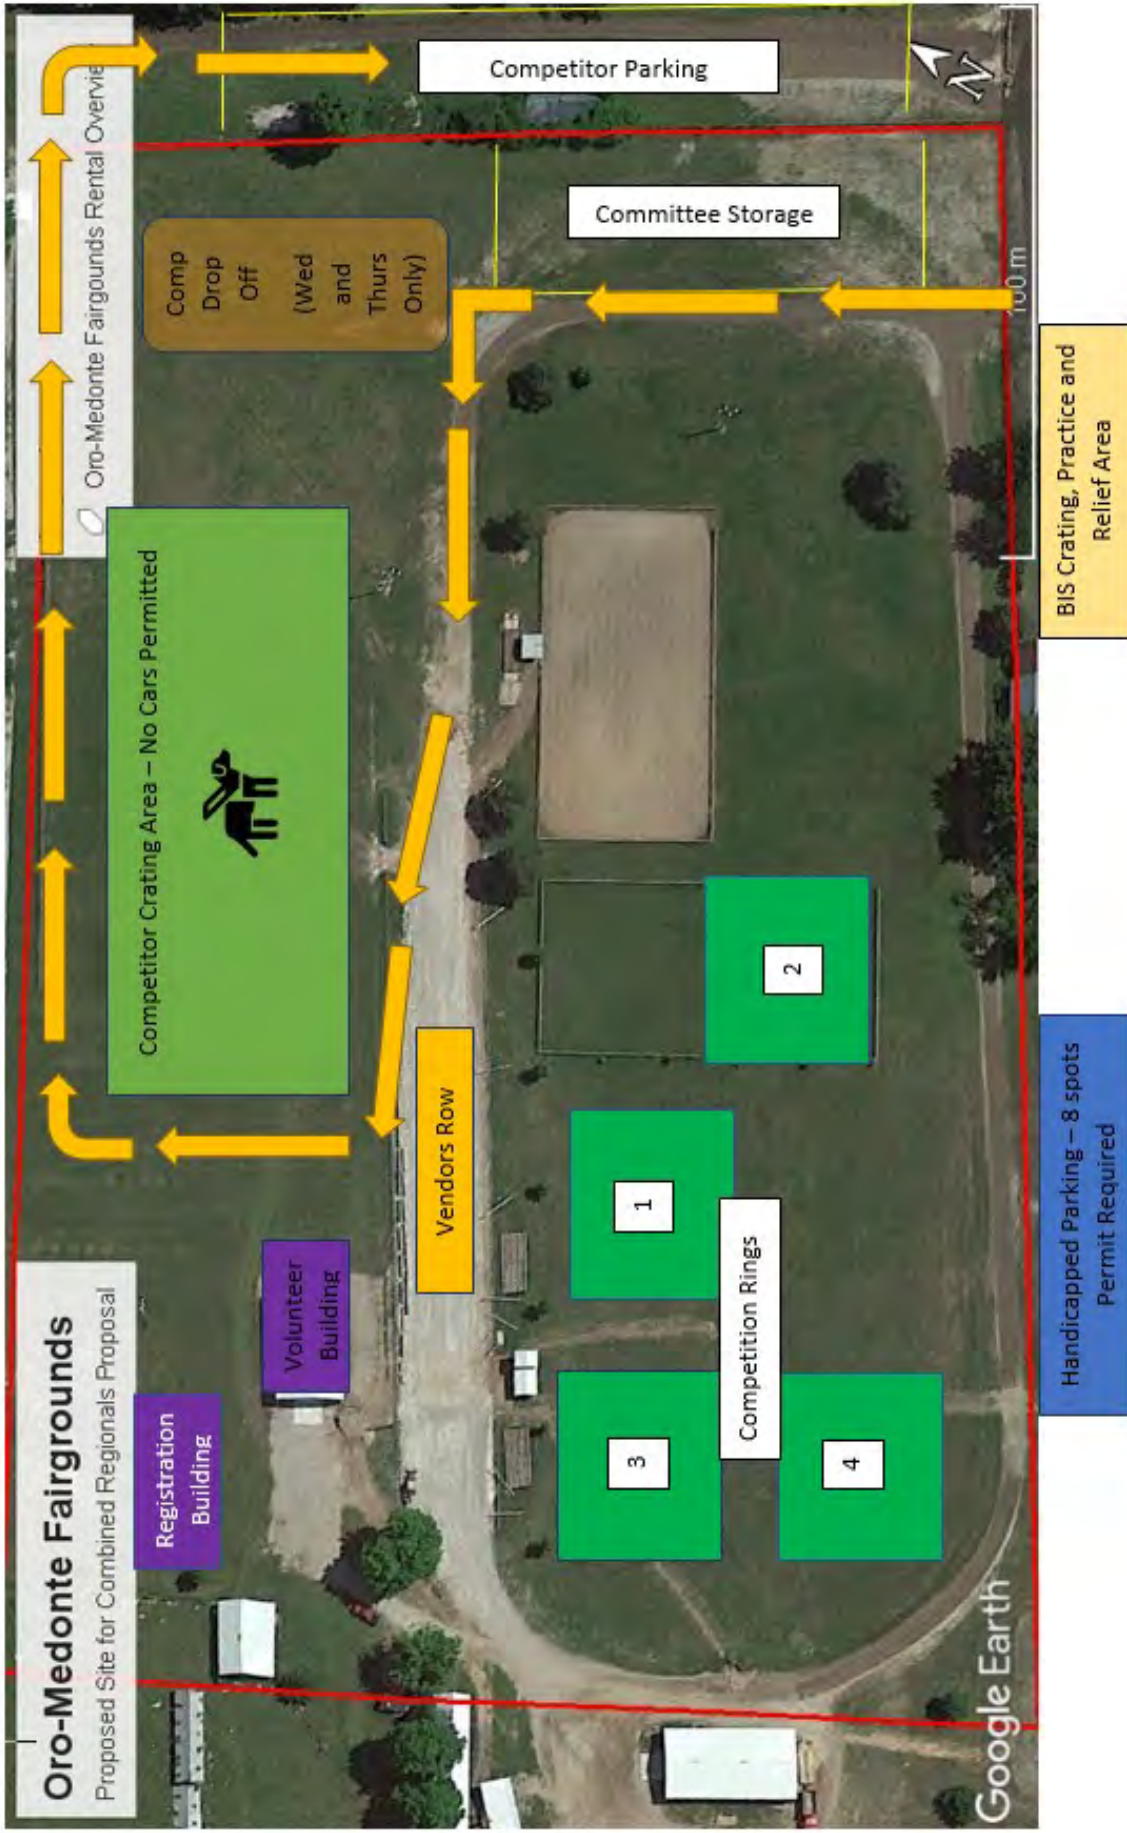 Oro-Medonte Fairgrounds
Proposed Site for Combined Regionals Proposal
Oro-Medonte Fairgounds Rental Overvie
Registration
Building
Volunteer
Building
Competitor Crating Area – No Cars Permitted
Comp
Drop
Off
(Wed
and
Thurs
Only)
Competitor Parking
N
Committee Storage
Vendors Row
1
2
3
4
Competition Rings
Google Earth
100 m
Handicapped Parking – 8 spots
Permit Required
BIS Crating, Practice and
Relief Area